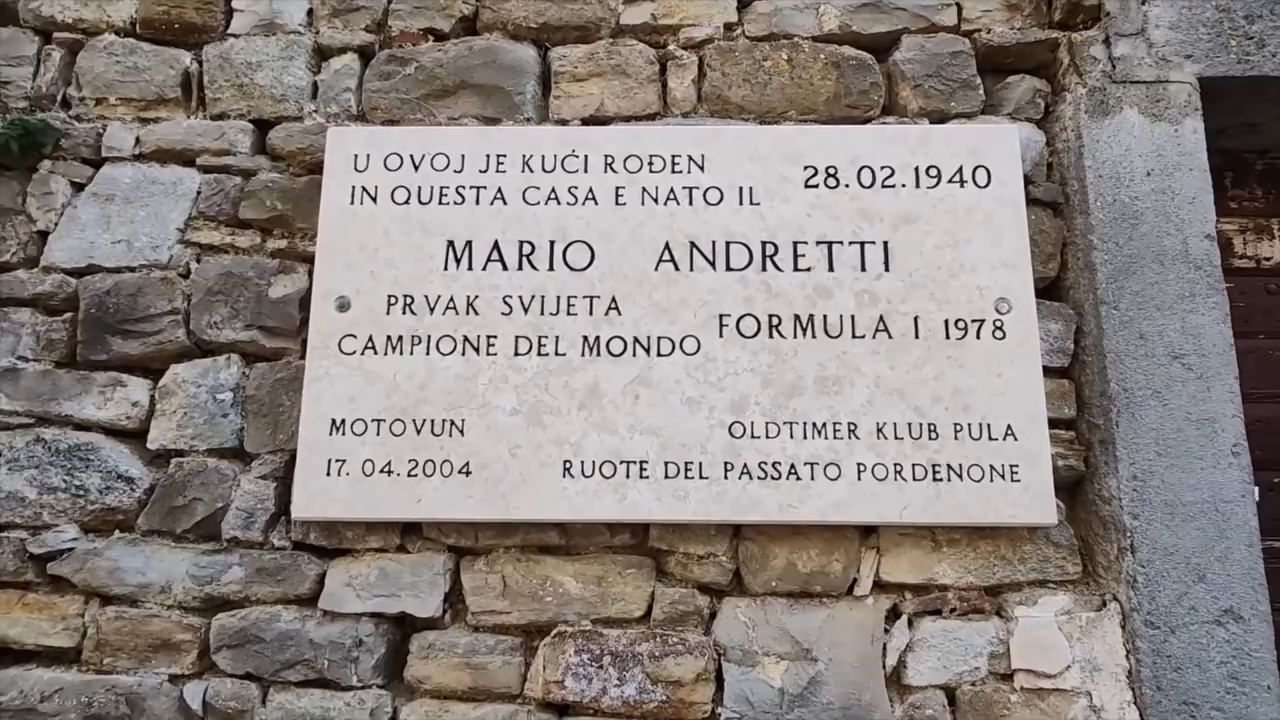 U OVOJ JE KUĆI ROĐEN
IN QUESTA CASA E NATO IL 28.02.1940
MARIO ANDRETTI
PRVAK SVIJETA
CAMPIONE DEL MONDO FORMULA 1 1978
MOTOVUN OLDTIMER KLUB PULA
17.04.2004 RUOTE DEL PASSATO PORDENONE